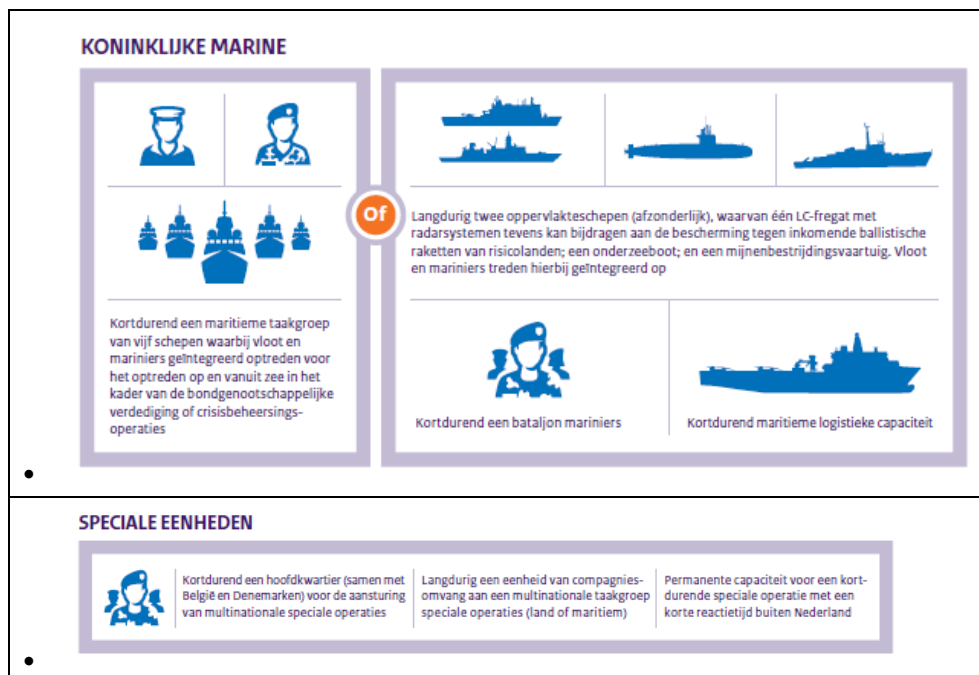 KONINKLIJKE MARINE
Kortdurend een maritieme taakgroep
van vijf schepen waarbij vloot en
mariniers geïntegreerd optreden voor
het optreden op en vanuit zee in het
kader van de bondgenootschappelijke
verdediging of crisisbeheersings-
operaties
Of
Langdurig twee oppervlakteschepen (afzonderlijk), waarvan één LC-fregat met
radarsystemen tevens kan bijdragen aan de bescherming tegen inkomende ballistische
raketten van risicolanden; een onderzeeboot; en een mijnenbestrijdingsvaartuig. Vloot
en mariniers treden hierbij geïntegreerd op
Kortdurend een bataljon mariniers
Kortdurend maritieme logistieke capaciteit
SPECIALE EENHEDEN
Kortdurend een hoofdkwartier (samen met
België en Denemarken) voor de aansturing
van multinationale speciale operaties
Langdurig een eenheid van compagnies-
omvang aan een multinationale taakgroep
speciale operaties (land of maritiem)
Permanente capaciteit voor een kort-
durende speciale operatie met een
korte reactietijd buiten Nederland